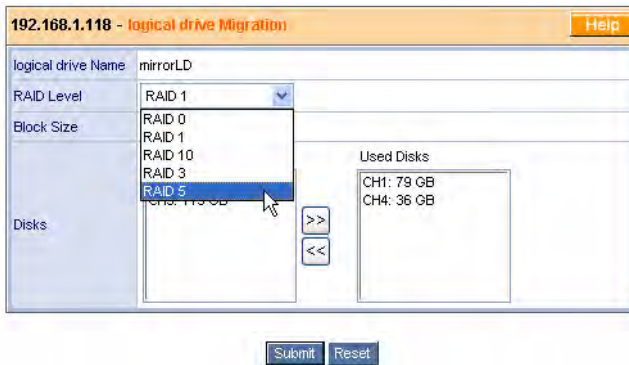 192.168.1.118 - logical drive Migration
Help
logical drive Name mirrorLD
RAID Level RAID 1
Block Size
RAID 0
RAID 1
RAID 10
RAID 3
RAID 5
Disks
Used Disks
CH1: 79 GB
CH4: 36 GB
>>
<<
Submit Reset